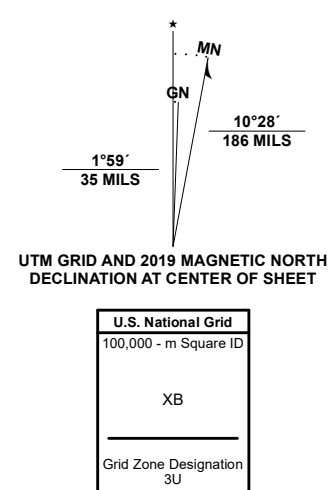 ★
MN
GN
10°28´
186 MILS
1°59´
35 MILS
UTM GRID AND 2019 MAGNETIC NORTH
DECLINATION AT CENTER OF SHEET
U.S. National Grid
100,000 - m Square ID
XB
Grid Zone Designation
3U